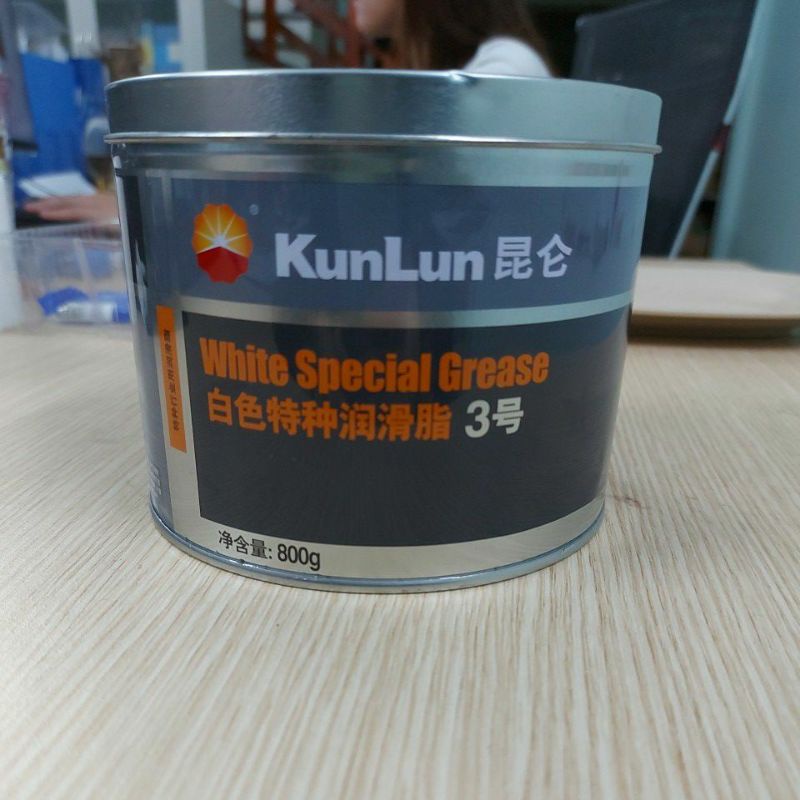 KunLun 昆仑
White Special Grease
白色特种润滑脂 3号
净含量: 800g